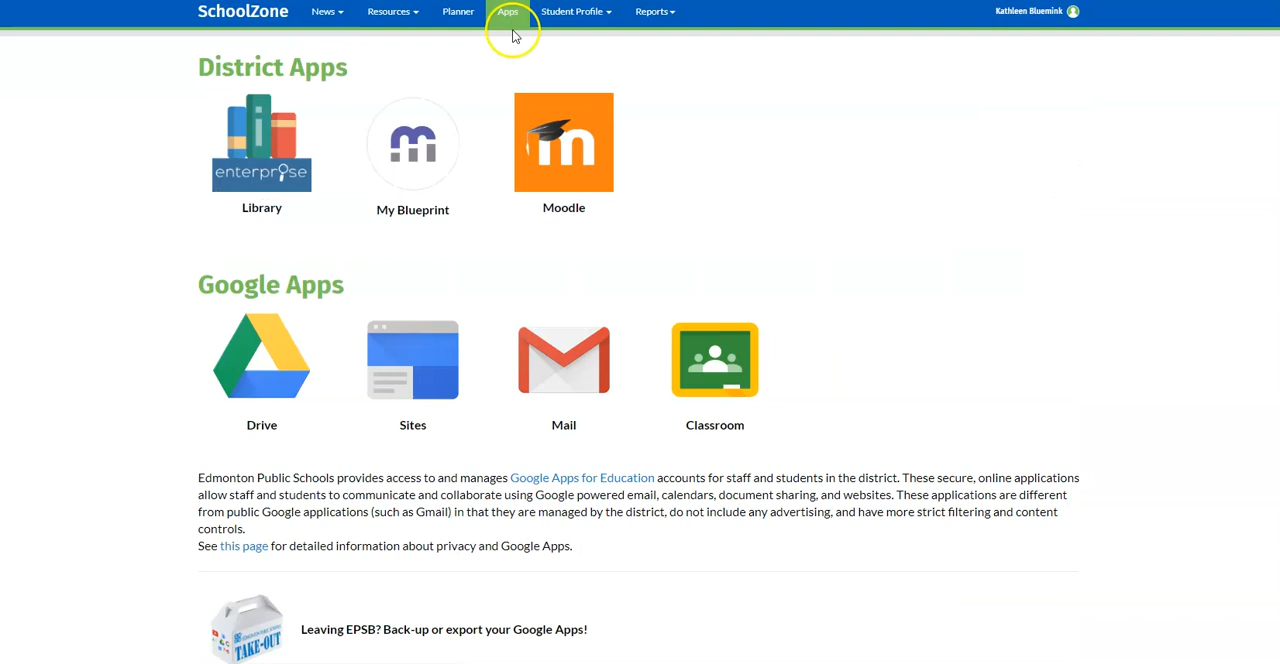 SchoolZone News Resources Planner Apps Student Profile Reports Kathleen Bluemink
District Apps
enterprise
Library My Blueprint Moodle
Google Apps
Drive Sites Mail Classroom
Edmonton Public Schools provides access to and manages Google Apps for Education accounts for staff and students in the district. These secure, online applications
allow staff and students to communicate and collaborate using Google powered email, calendars, document sharing, and websites. These applications are different
from public Google applications (such as Gmail) in that they are managed by the district, do not include any advertising, and have more strict filtering and content
controls.
See this page for detailed information about privacy and Google Apps.
TAKE-OUT
Leaving EPSB? Back-up or export your Google Apps!